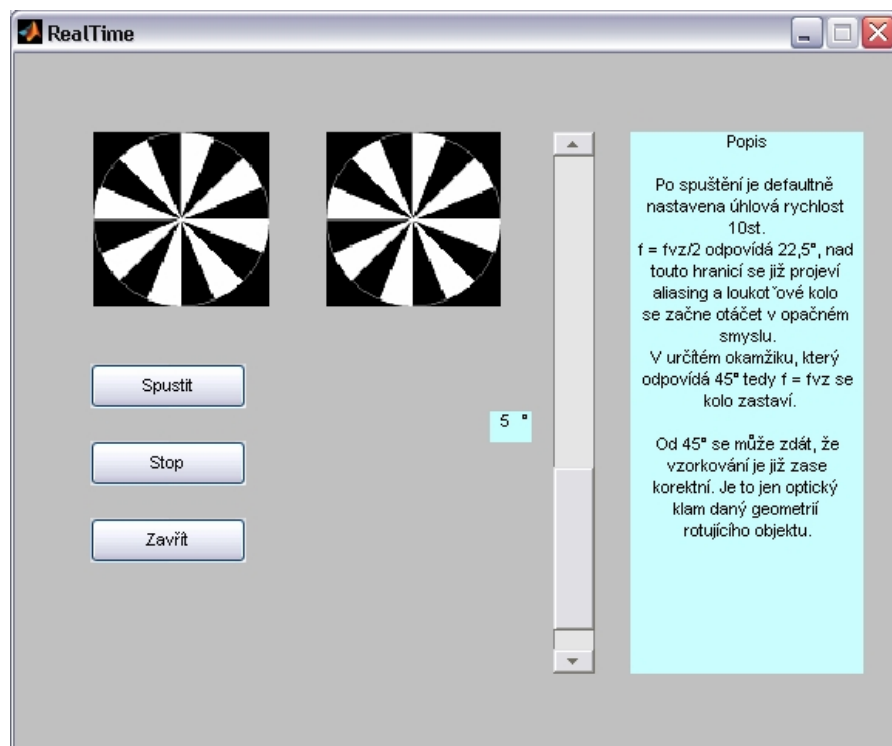 RealTime
Popis
Po spuštění je defaultně
nastavena úhlová rychlost
10st.
f = fvz/2 odpovídá 22,5°, nad
touto hranicí se již projeví
aliasing a loukoťˇové kolo
se začne otáčet v opačném
smyslu.
V určítém okamžiku, který
odpovídá 45° tedy f = fvz se
kolo zastaví.
Od 45° se může zdát, že
vzorkování je již zase
korektní. Je to jen optický
klam daný geometrií
rotujícího objektu.
Spustit
5 °
Stop
Zavřít